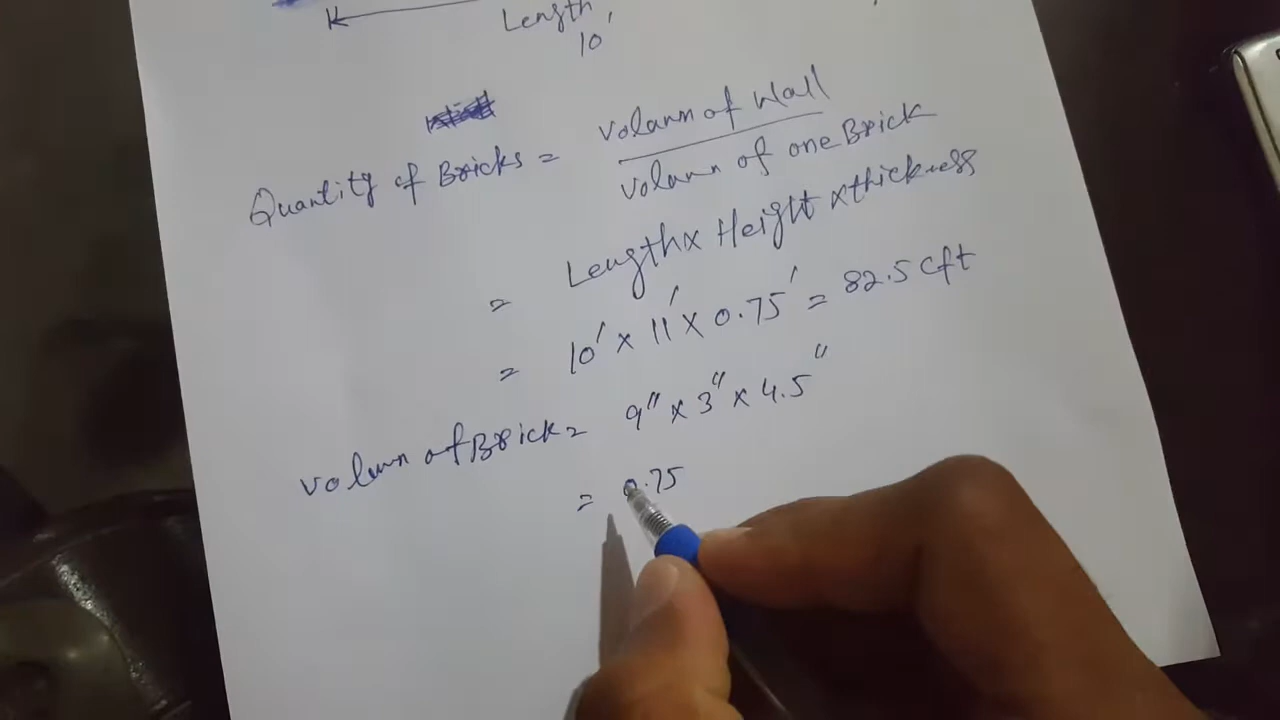 Length
10'
Quantity of Bricks = volumn of Wall
volumn of one Brick
= Length x Height x thickness
= 10' x 11' x 0.75' = 82.5 Cft
volumn of Brick = 9" x 3" x 4.5"
= 0.75